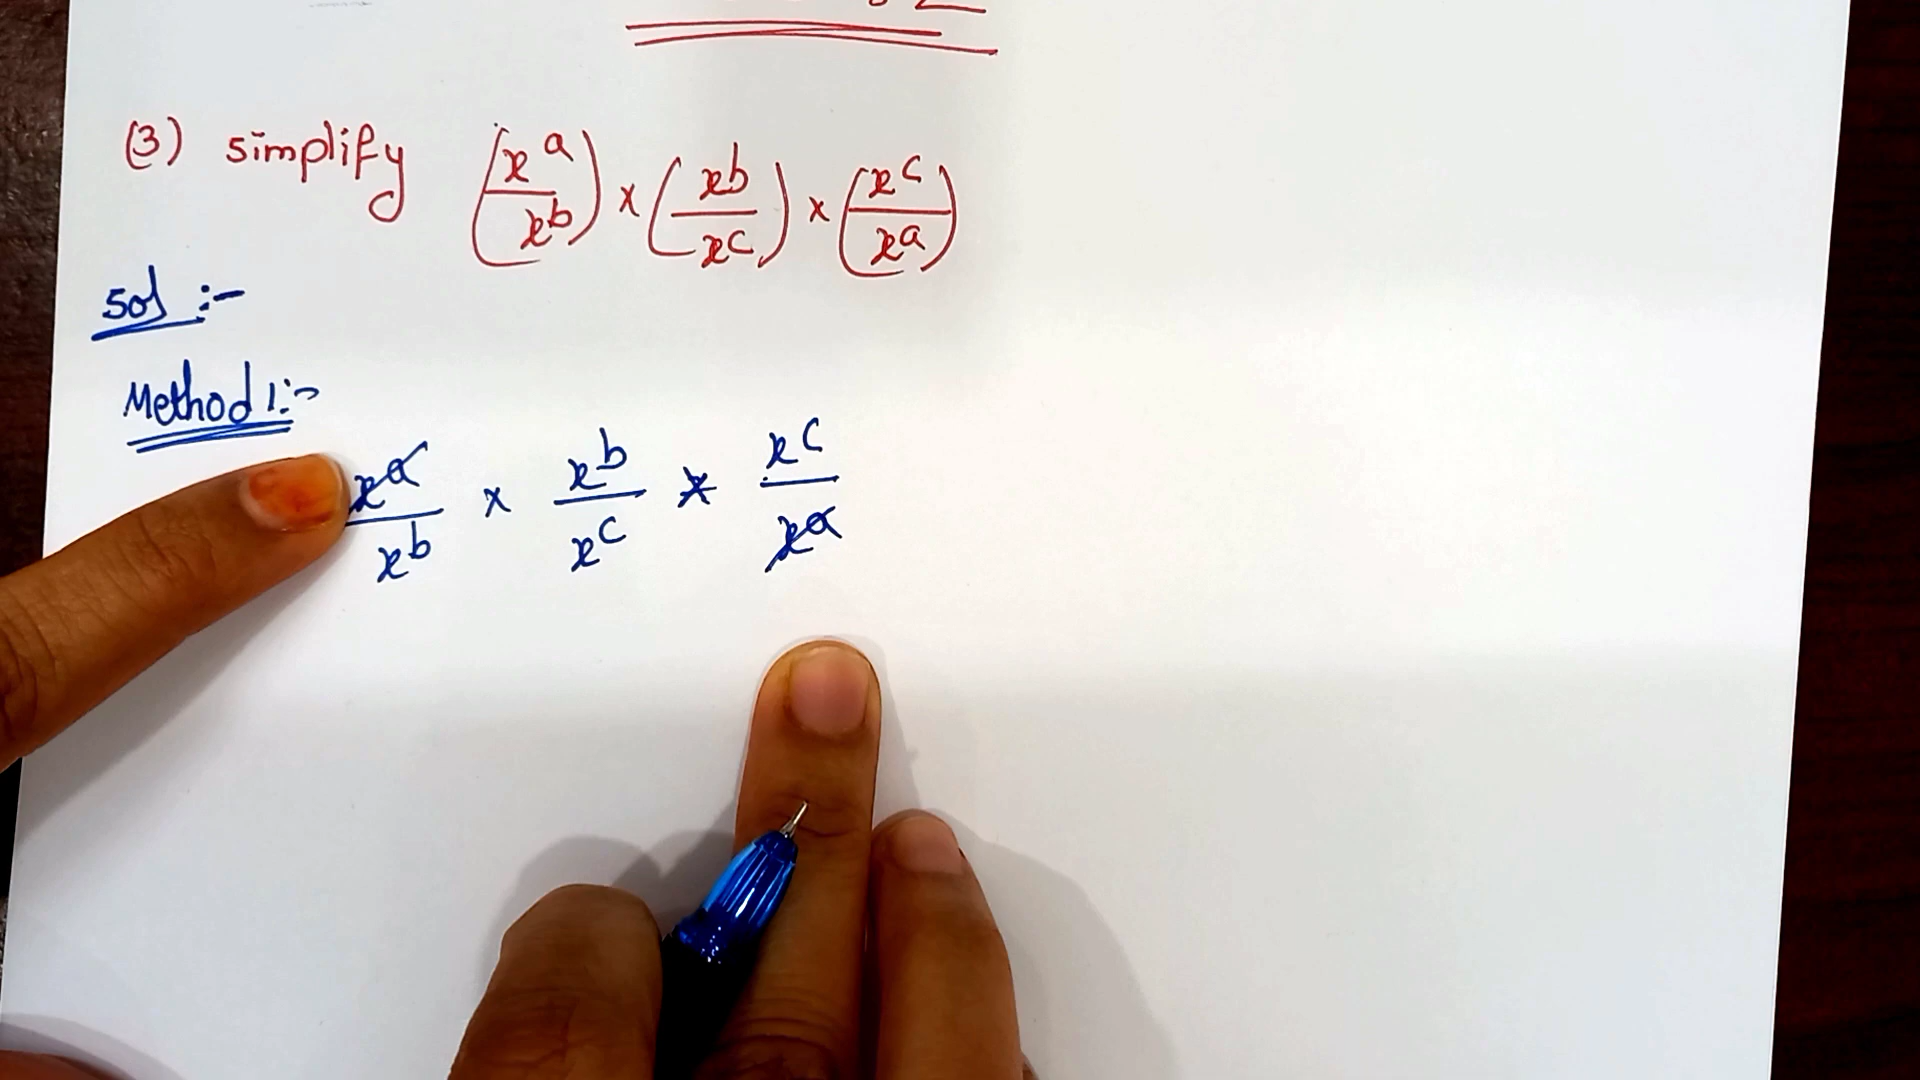 (3) simplify (x^a/x^b) × (x^b/x^c) × (x^c/x^a)
Sol :-
Method 1:-
x^a/x^b × x^b/x^c × x^c/x^a